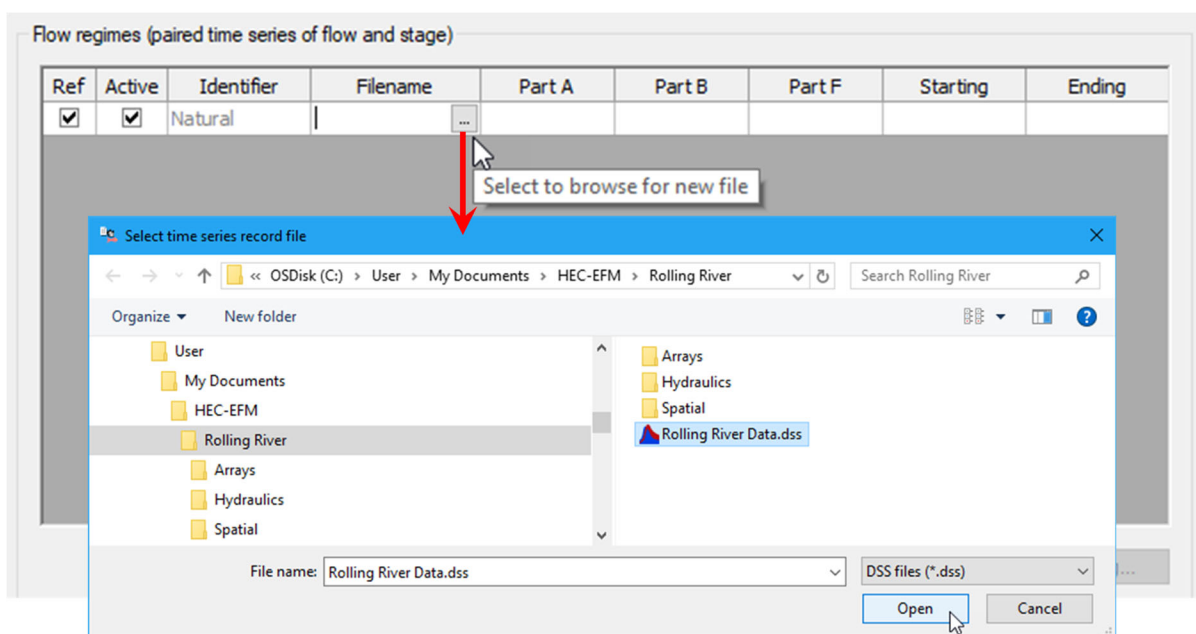 Flow regimes (paired time series of flow and stage)
Ref Active Identifier Filename Part A Part B Part F Starting Ending
Natural ...
Select to browse for new file
Select time series record file
« OSDisk (C:) › User › My Documents › HEC-EFM › Rolling River Search Rolling River
Organize New folder
User
Arrays
My Documents
Hydraulics
HEC-EFM
Spatial
Rolling River
Rolling River Data.dss
Arrays
Hydraulics
Spatial
File name: Rolling River Data.dss DSS files (*.dss)
...
Open Cancel